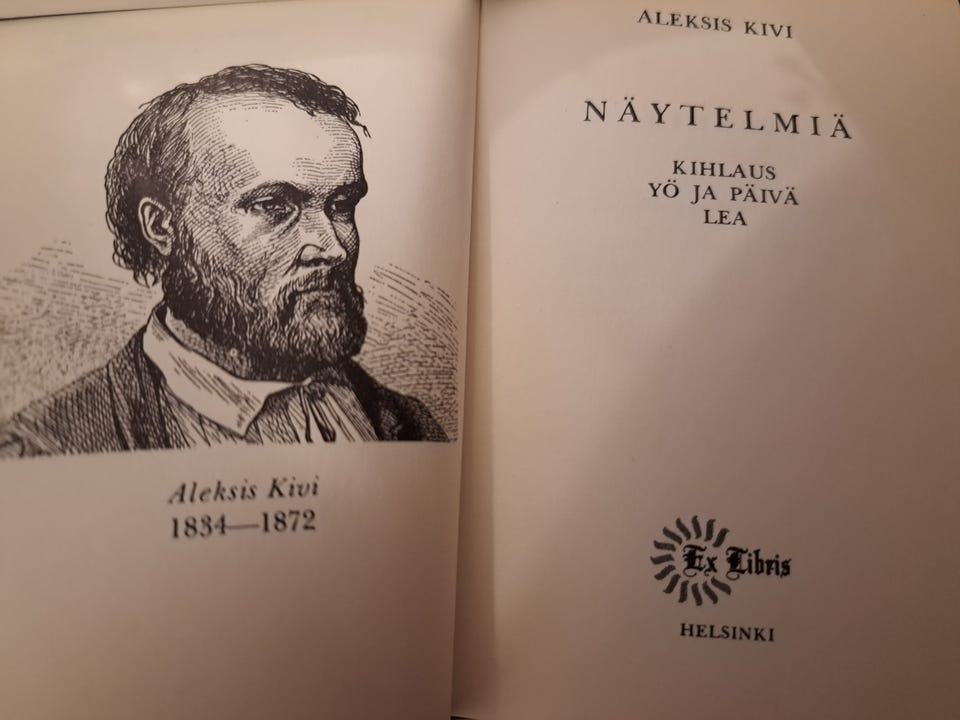 Aleksis Kivi
1834—1872
ALEKSIS KIVI
NÄYTELMIÄ
KIHLAUS
YÖ JA PÄIVÄ
LEA
Ex Libris
HELSINKI